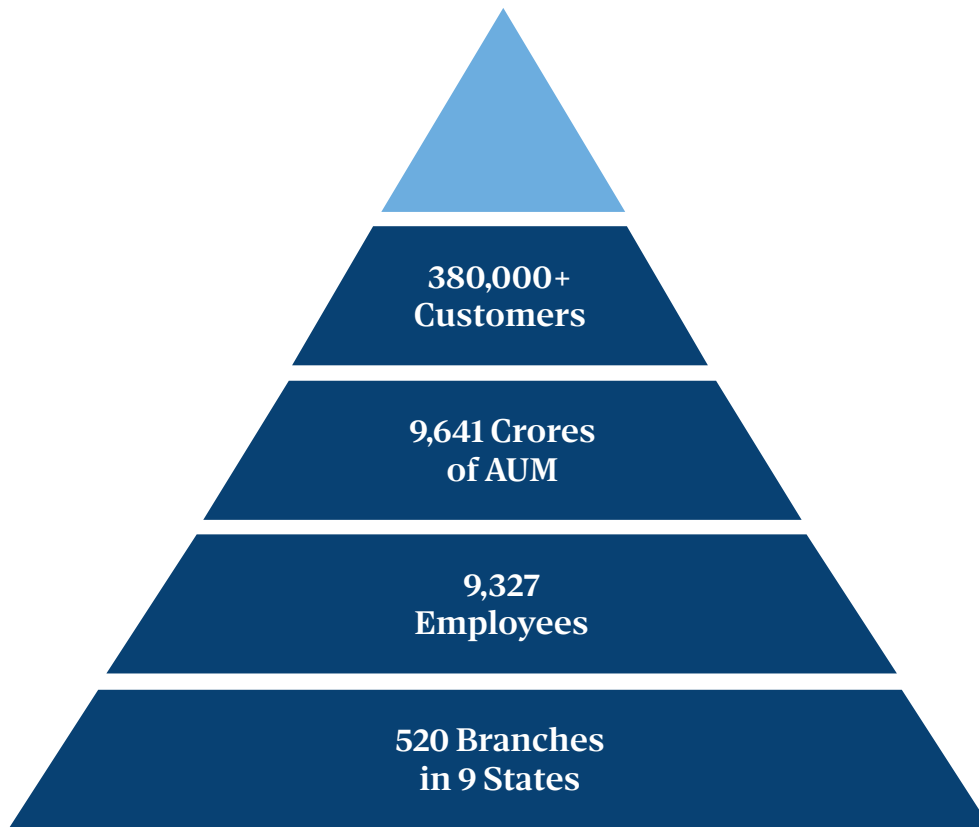 380,000+
Customers
9,641 Crores
of AUM
9,327
Employees
520 Branches
in 9 States